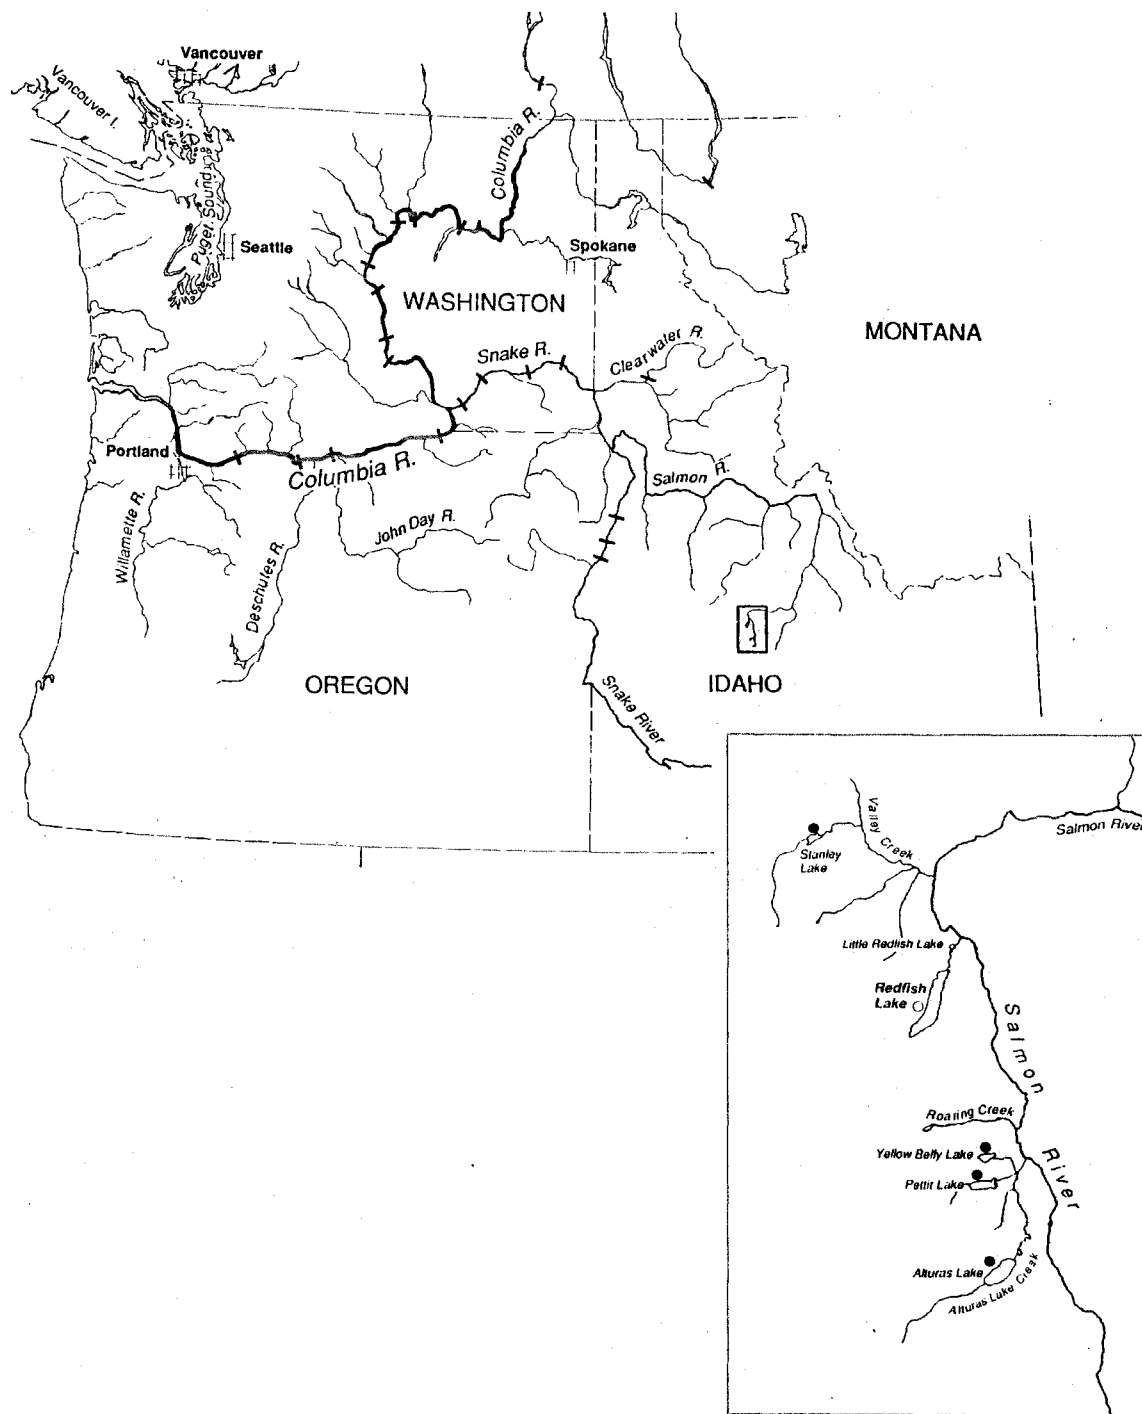 Vancouver
Vancouver I.
Columbia R.
Puget Sound
Seattle
Spokane
WASHINGTON
MONTANA
Snake R.
Clearwater R.
Portland
Columbia R.
Salmon R.
Willamette R.
John Day R.
Deschutes R.
OREGON
IDAHO
Snake River
Valley Creek
Salmon River
Stanley
Lake
Little Redfish Lake
Redfish
Lake
Salmon River
Roaring Creek
Yellow Belly Lake
Pettit Lake
Alturas Lake
Alturas Lake Creek